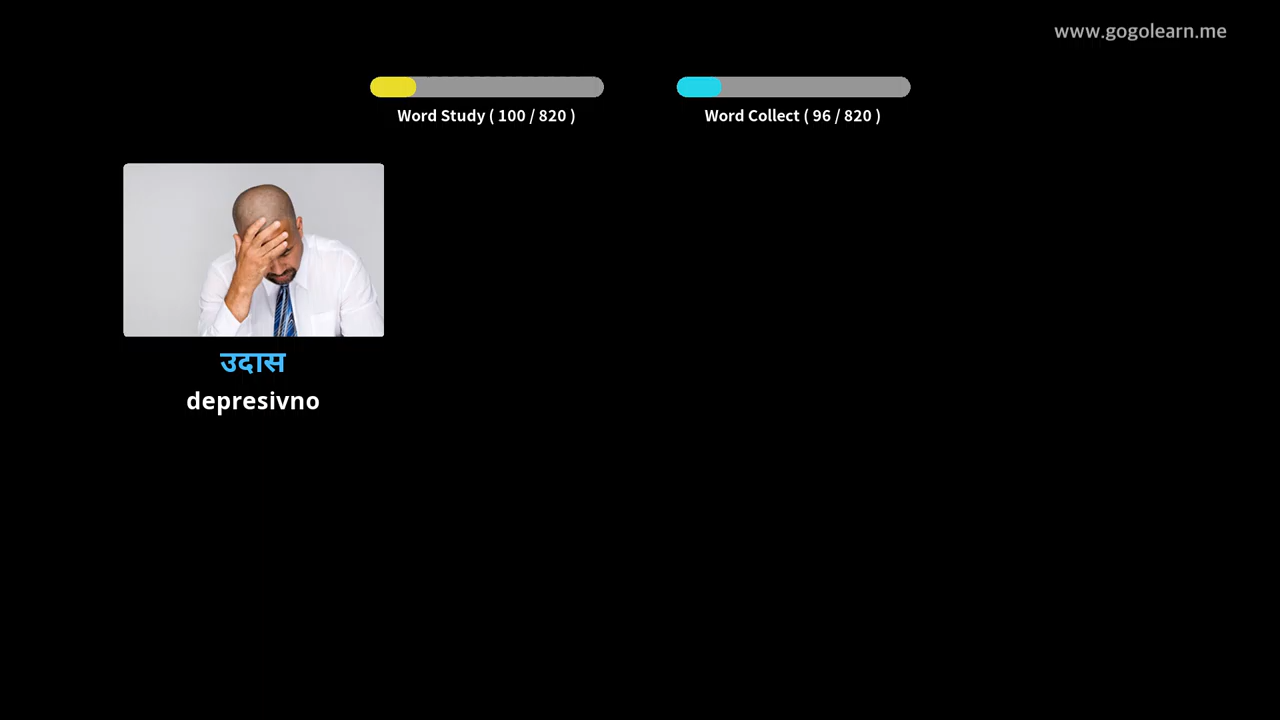 www.gogolearn.me
Word Study ( 100 / 820 )
Word Collect ( 96 / 820 )
उदास
depresivno